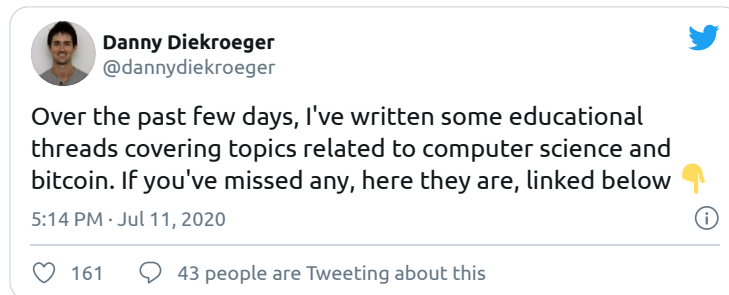 Danny Diekroeger
@dannydiekroeger
Over the past few days, I've written some educational
threads covering topics related to computer science and
bitcoin. If you've missed any, here they are, linked below 👇
5:14 PM · Jul 11, 2020
161 43 people are Tweeting about this